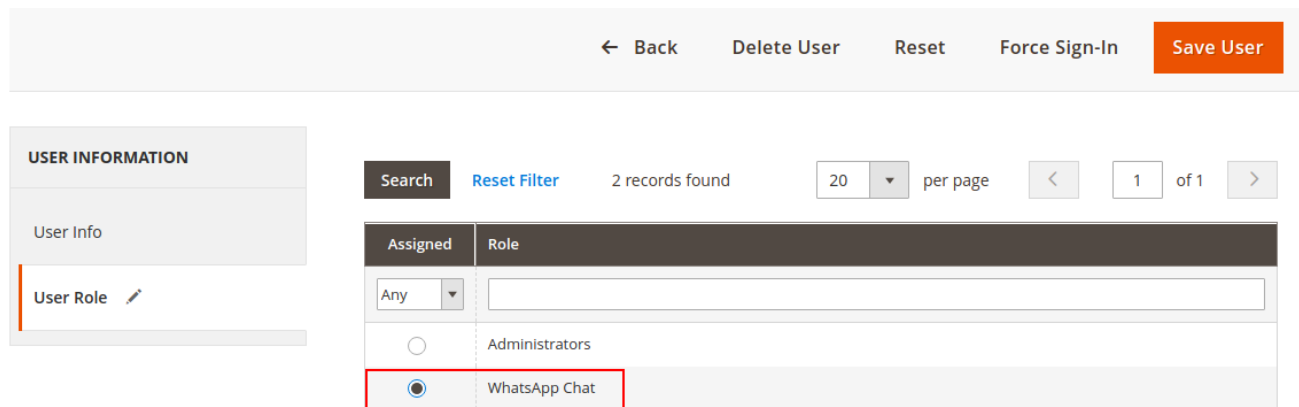 ← Back Delete User Reset Force Sign-In Save User
USER INFORMATION
User Info
User Role
Search Reset Filter 2 records found 20 per page 1 of 1
Assigned Role
Any
Administrators
WhatsApp Chat